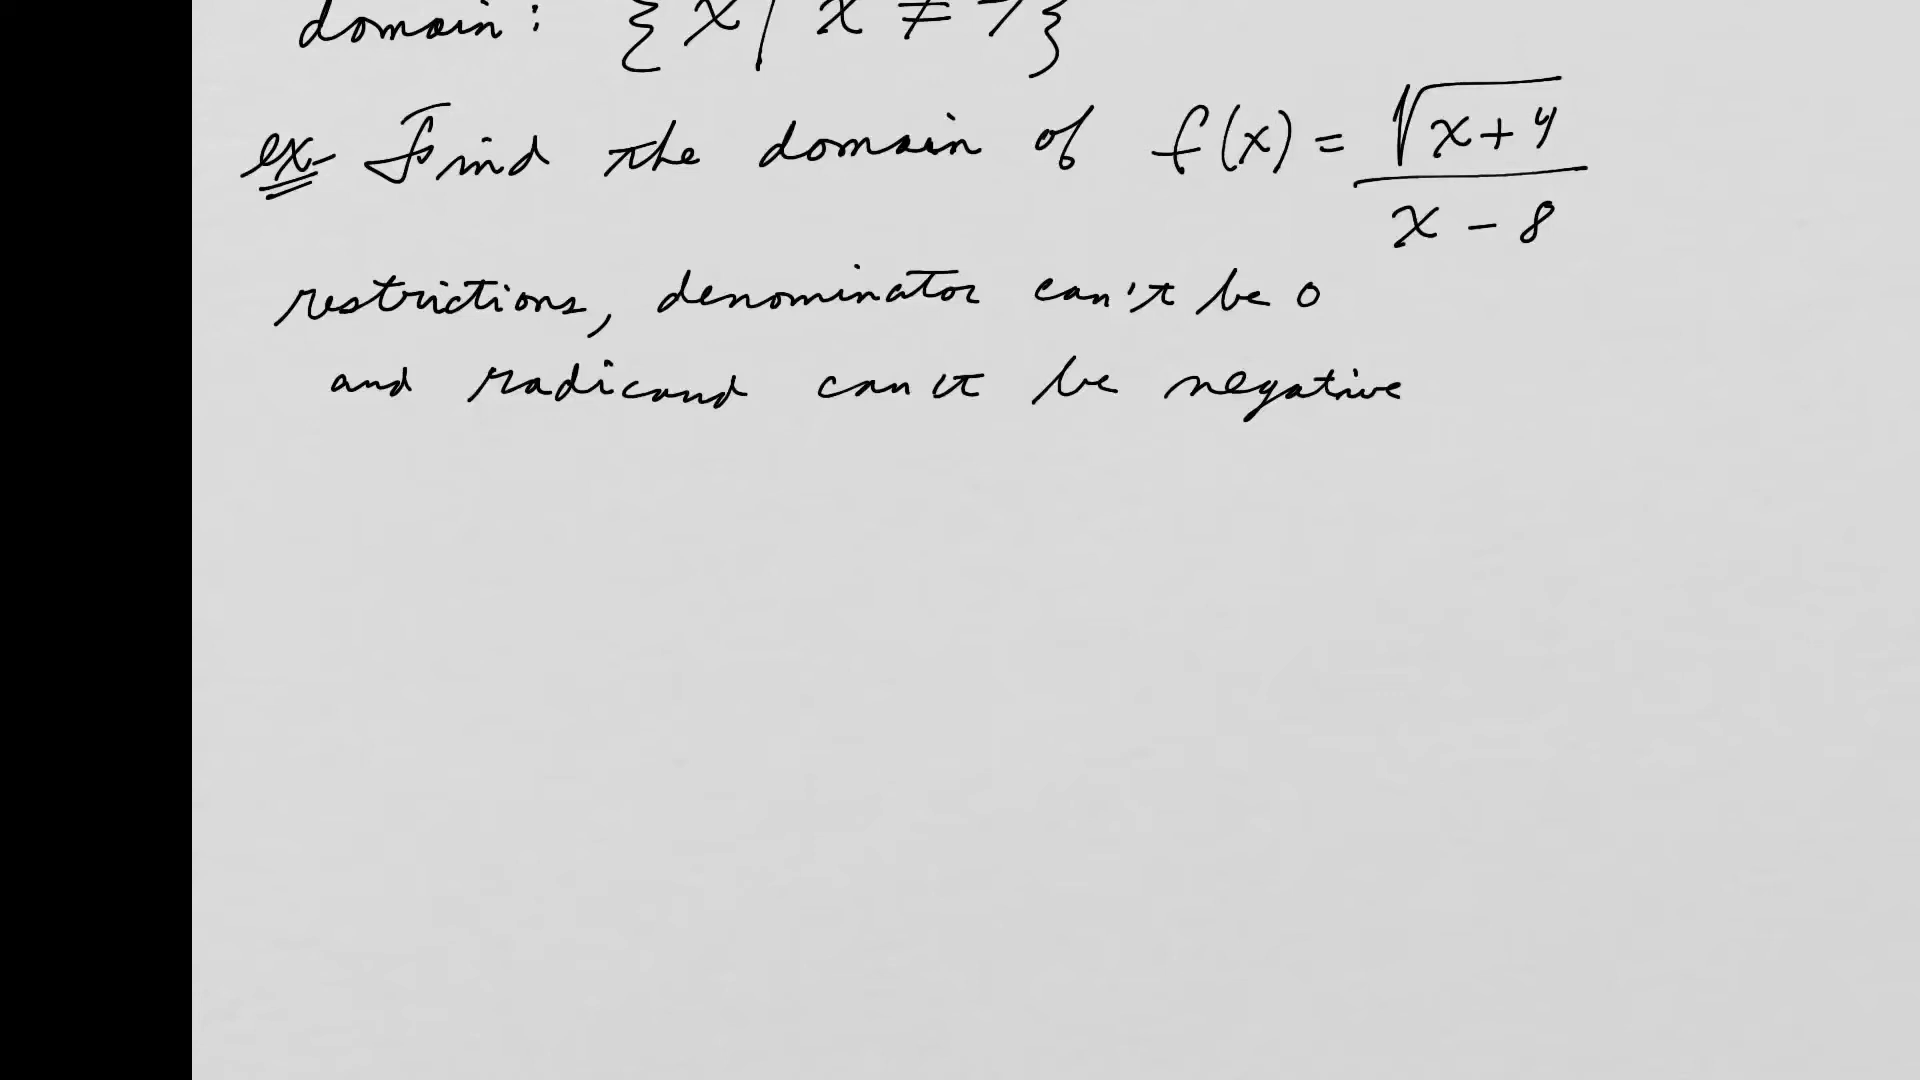 domain: {x | x ≠ 7}
ex Find the domain of f(x) = √(x+4) / (x - 8)
restrictions, denominator can't be 0
and radicand can't be negative